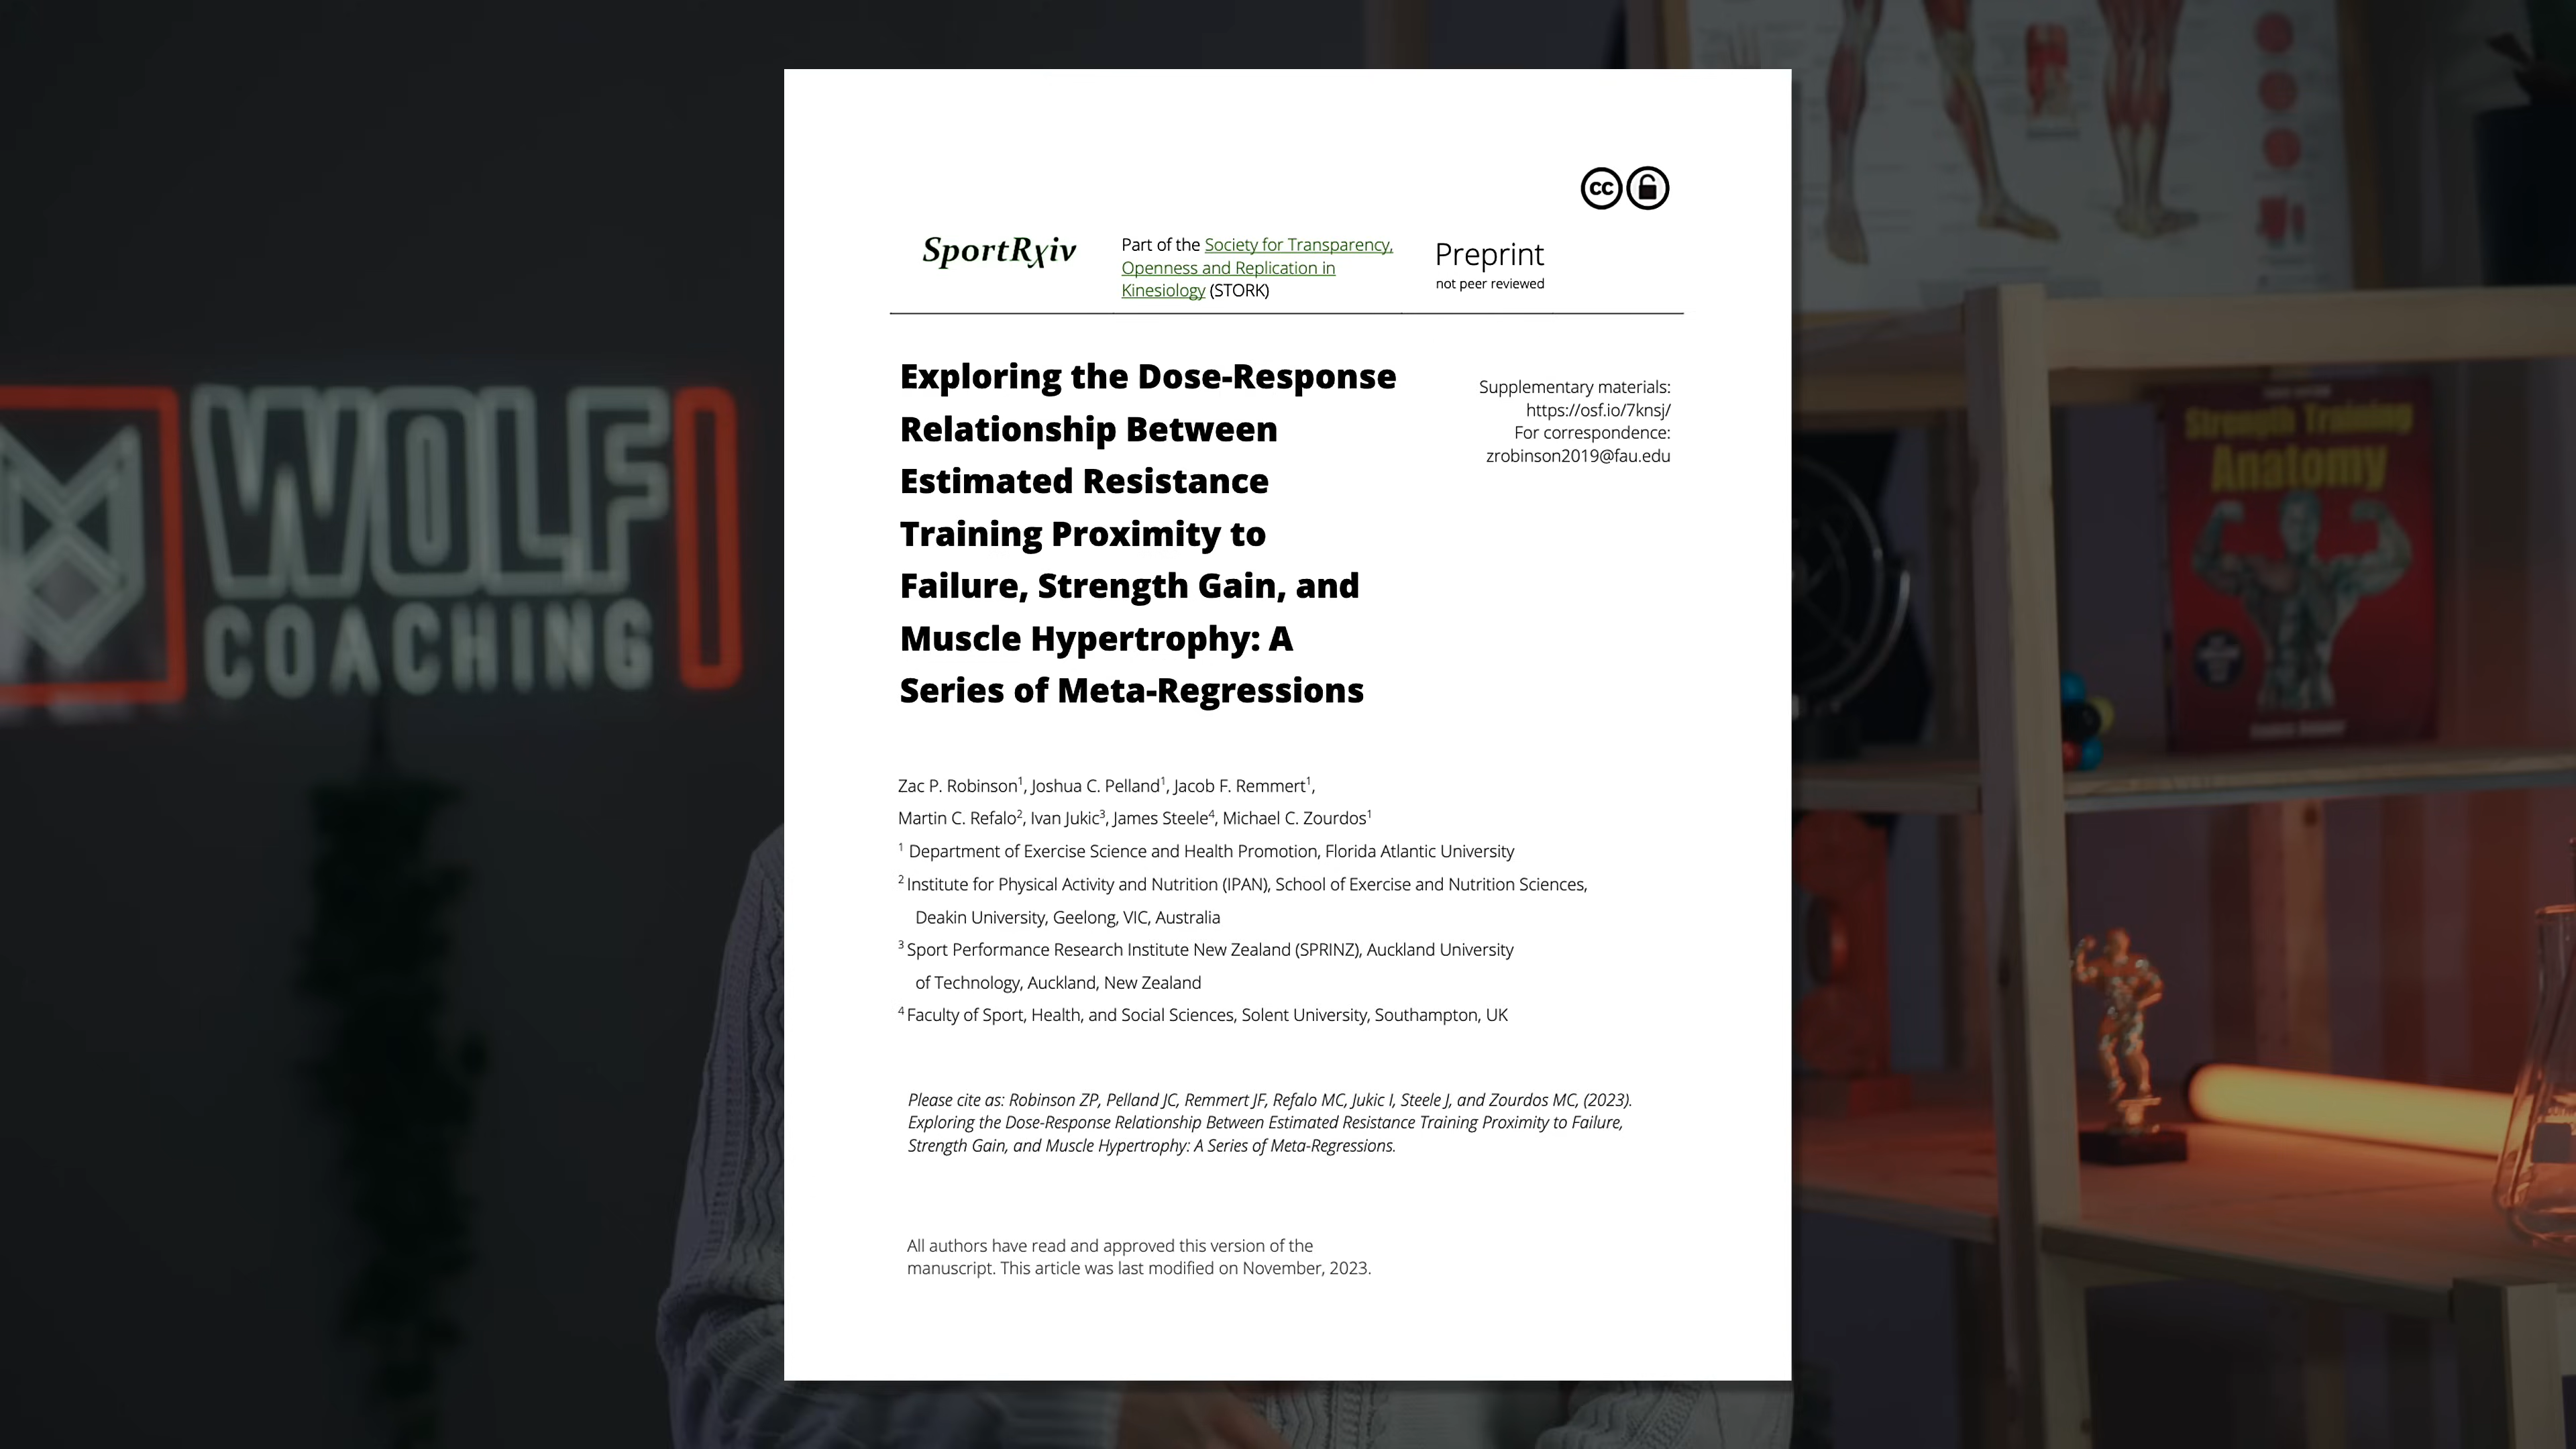 WOLF
COACHING
cc
SportRχiv
Part of the Society for Transparency,
Openness and Replication in
Kinesiology (STORK)
Preprint
not peer reviewed
Exploring the Dose-Response
Relationship Between
Estimated Resistance
Training Proximity to
Failure, Strength Gain, and
Muscle Hypertrophy: A
Series of Meta-Regressions
Supplementary materials:
https://osf.io/7knsj/
For correspondence:
zrobinson2019@fau.edu
Zac P. Robinson1, Joshua C. Pelland1, Jacob F. Remmert1,
Martin C. Refalo2, Ivan Jukic3, James Steele4, Michael C. Zourdos1
1 Department of Exercise Science and Health Promotion, Florida Atlantic University
2 Institute for Physical Activity and Nutrition (IPAN), School of Exercise and Nutrition Sciences,
Deakin University, Geelong, VIC, Australia
3 Sport Performance Research Institute New Zealand (SPRINZ), Auckland University
of Technology, Auckland, New Zealand
4 Faculty of Sport, Health, and Social Sciences, Solent University, Southampton, UK
Please cite as: Robinson ZP, Pelland JC, Remmert JF, Refalo MC, Jukic I, Steele J, and Zourdos MC, (2023).
Exploring the Dose-Response Relationship Between Estimated Resistance Training Proximity to Failure,
Strength Gain, and Muscle Hypertrophy: A Series of Meta-Regressions.
All authors have read and approved this version of the
manuscript. This article was last modified on November, 2023.
Strength Training
Anatomy